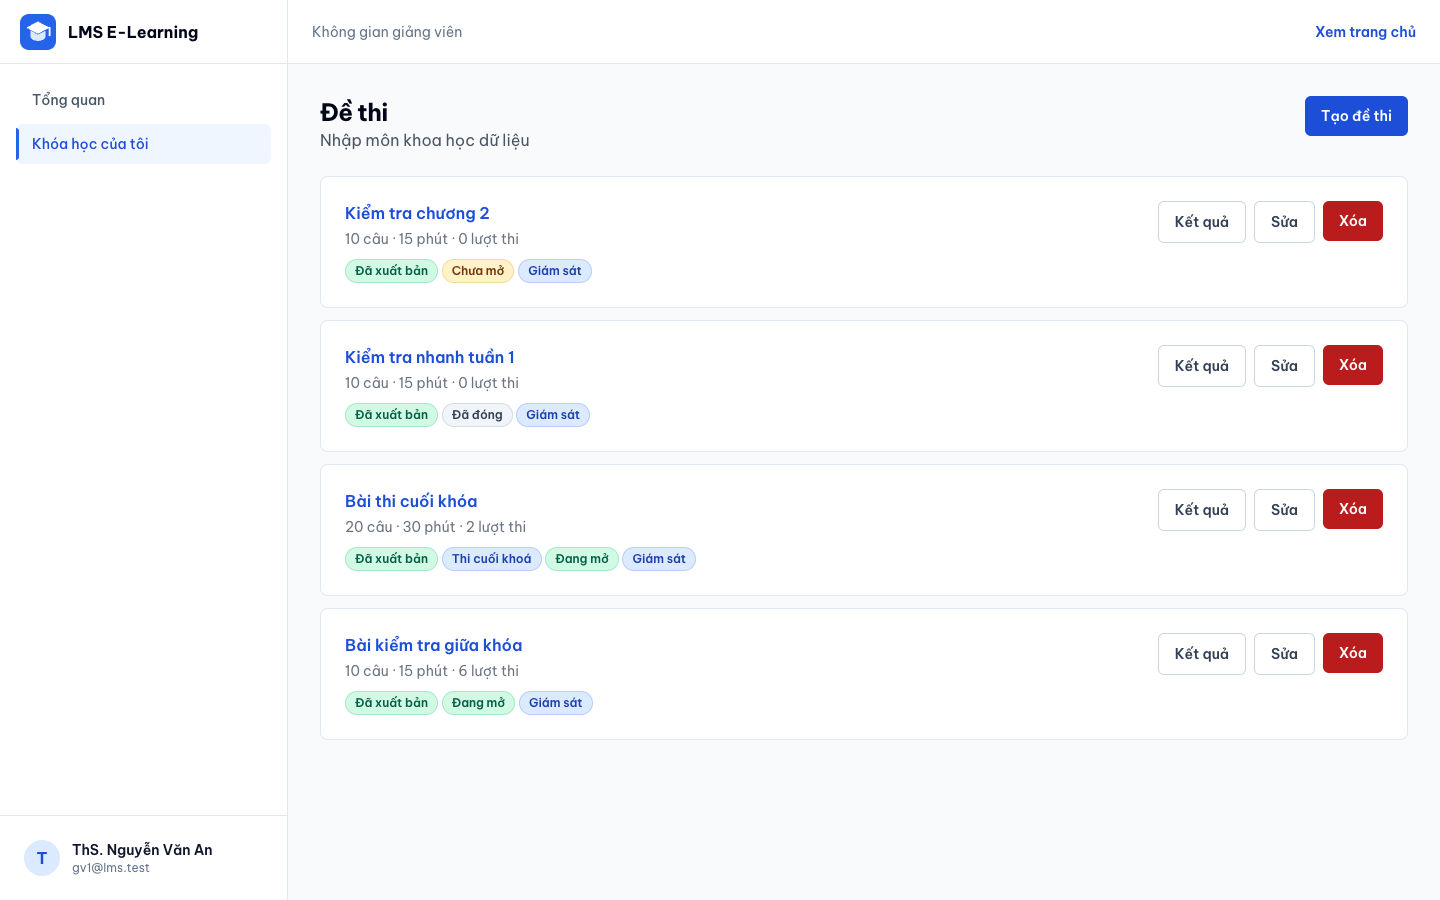 LMS E-Learning
Không gian giảng viên
Xem trang chủ
Tổng quan
Khóa học của tôi
Đề thi
Nhập môn khoa học dữ liệu
Tạo đề thi
Kiểm tra chương 2
10 câu · 15 phút · 0 lượt thi
Đã xuất bản Chưa mở Giám sát
Kết quả Sửa Xóa
Kiểm tra nhanh tuần 1
10 câu · 15 phút · 0 lượt thi
Đã xuất bản Đã đóng Giám sát
Kết quả Sửa Xóa
Bài thi cuối khóa
20 câu · 30 phút · 2 lượt thi
Đã xuất bản Thi cuối khoá Đang mở Giám sát
Kết quả Sửa Xóa
Bài kiểm tra giữa khóa
10 câu · 15 phút · 6 lượt thi
Đã xuất bản Đang mở Giám sát
Kết quả Sửa Xóa
T
ThS. Nguyễn Văn An
gv1@lms.test